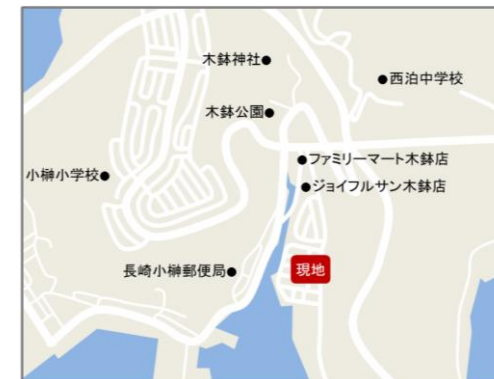 木鉢神社
西泊中学校
木鉢公園
ファミリーマート木鉢店
小榊小学校
ジョイフルサン木鉢店
長崎小榊郵便局
現地